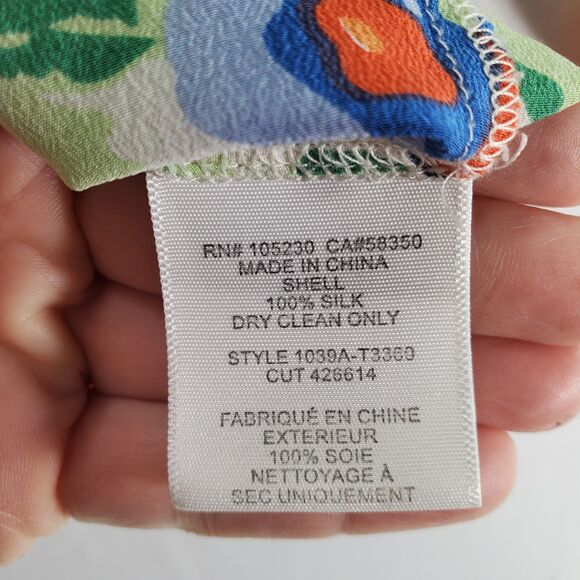 RN# 105230 CA#58350
MADE IN CHINA
SHELL
100% SILK
DRY CLEAN ONLY
STYLE 1039A-T3369
CUT 426614
FABRIQUÉ EN CHINE
EXTERIEUR
100% SOIE
NETTOYAGE À
SEC UNIQUEMENT